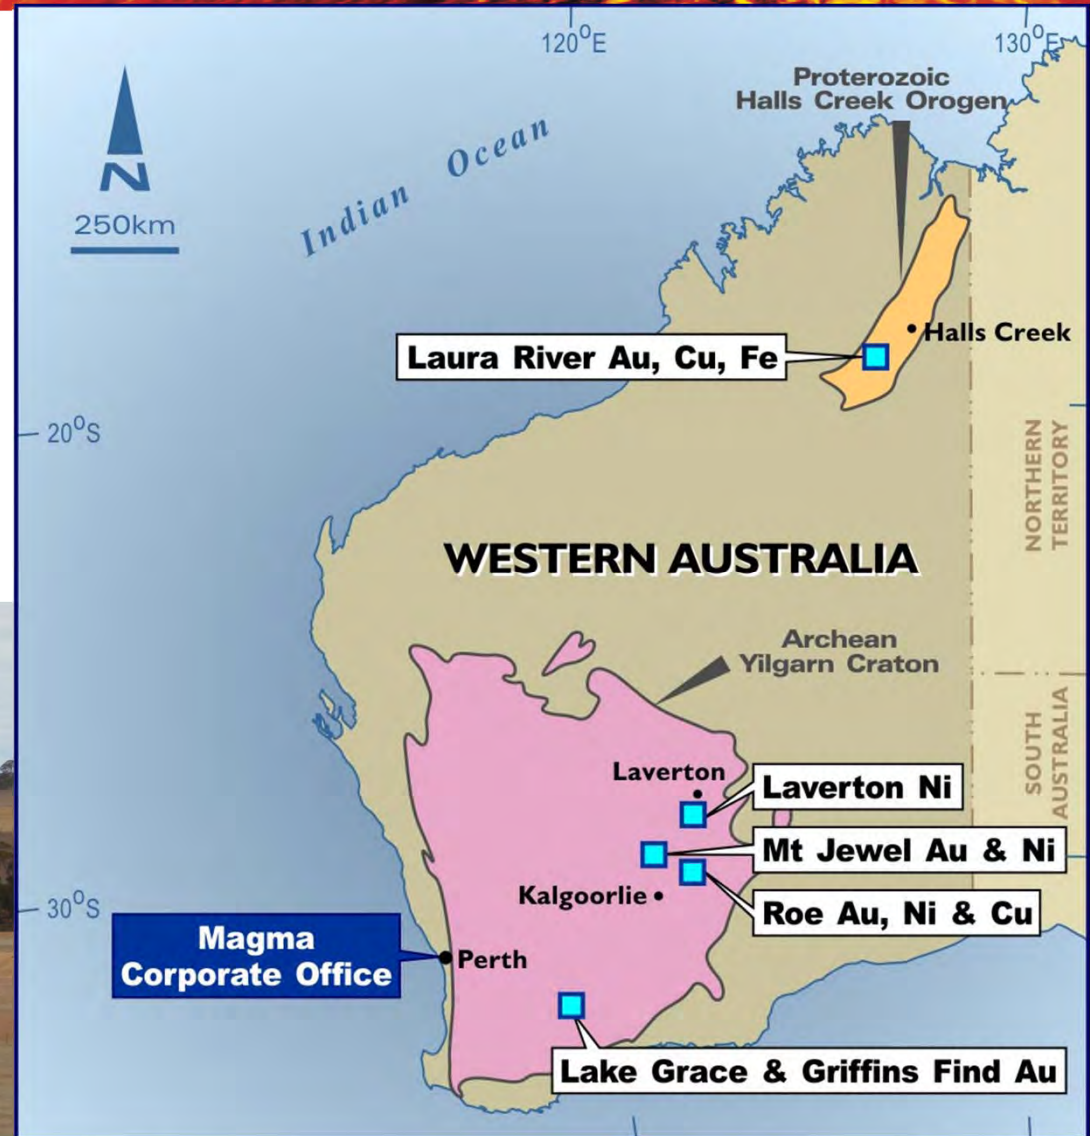 120°E
130°E
Proterozoic
Halls Creek Orogen
N
250km
Indian Ocean
Halls Creek
Laura River Au, Cu, Fe
20°S
NORTHERN
TERRITORY
WESTERN AUSTRALIA
Archean
Yilgarn Craton
SOUTH
AUSTRALIA
Laverton
Laverton Ni
Mt Jewel Au & Ni
Kalgoorlie
Roe Au, Ni & Cu
30°S
Magma
Corporate Office
Perth
Lake Grace & Griffins Find Au